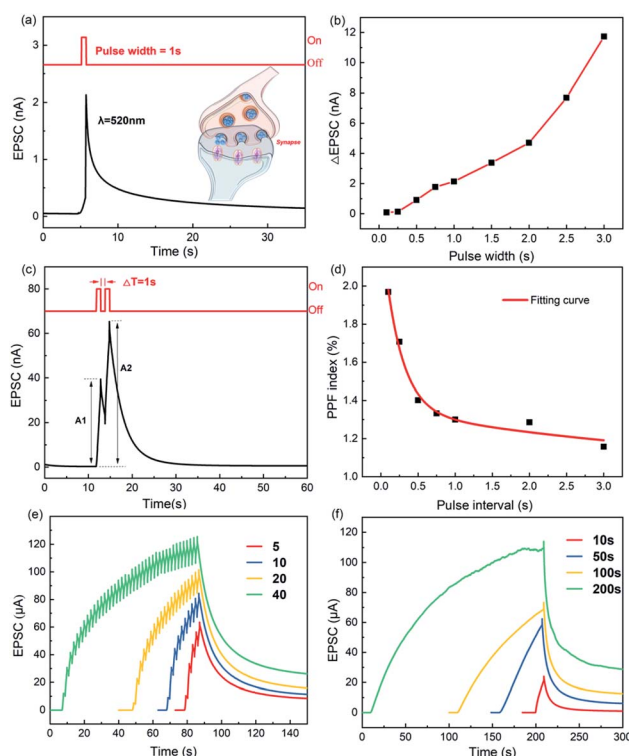 (a)
Pulse width = 1s
On
Off
λ=520nm
Synapse
EPSC (nA)
3
2
1
0
0 10 20 30
Time (s)
(b)
△EPSC (nA)
12
10
8
6
4
2
0
0.0 0.5 1.0 1.5 2.0 2.5 3.0
Pulse width (s)
(c)
△T=1s
On
Off
EPSC (nA)
80
60
40
20
0
A1
A2
0 10 20 30 40 50 60
Time(s)
(d)
Fitting curve
PPF index (%)
2.0
1.8
1.6
1.4
1.2
1.0
0.0 0.5 1.0 1.5 2.0 2.5 3.0
Pulse interval (s)
(e)
5
10
20
40
EPSC (μA)
120
100
80
60
40
20
0
0 20 40 60 80 100 120 140
Time (s)
(f)
10s
50s
100s
200s
EPSC (μA)
120
100
80
60
40
20
0
0 50 100 150 200 250 300
Time (s)